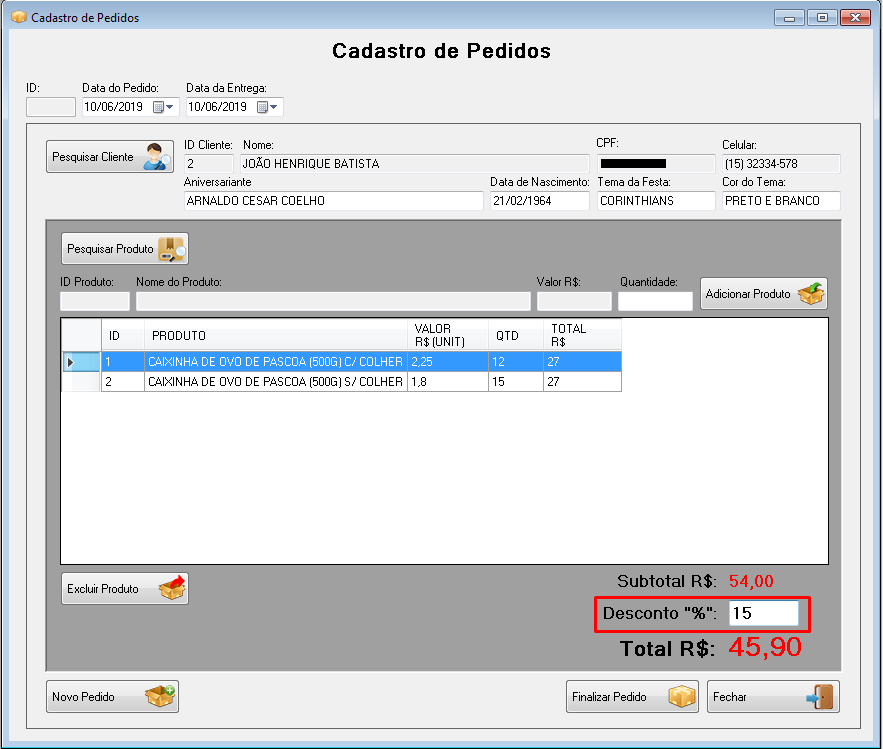 Cadastro de Pedidos
Cadastro de Pedidos
ID: Data do Pedido: Data da Entrega:
10/06/2019 10/06/2019
Pesquisar Cliente
ID Cliente: Nome: CPF: Celular:
2 JOÃO HENRIQUE BATISTA (15) 32334-578
Aniversariante Data de Nascimento: Tema da Festa: Cor do Tema:
ARNALDO CESAR COELHO 21/02/1964 CORINTHIANS PRETO E BRANCO
Pesquisar Produto
ID Produto: Nome do Produto: Valor R$: Quantidade:
Adicionar Produto
ID PRODUTO VALOR R$(UNIT) QTD TOTAL R$
1 CAIXINHA DE OVO DE PASCOA (500G) C/ COLHER 2,25 12 27
2 CAIXINHA DE OVO DE PASCOA (500G) S/ COLHER 1,8 15 27
Excluir Produto
Subtotal R$: 54,00
Desconto "%": 15
Total R$: 45,90
Novo Pedido Finalizar Pedido Fechar